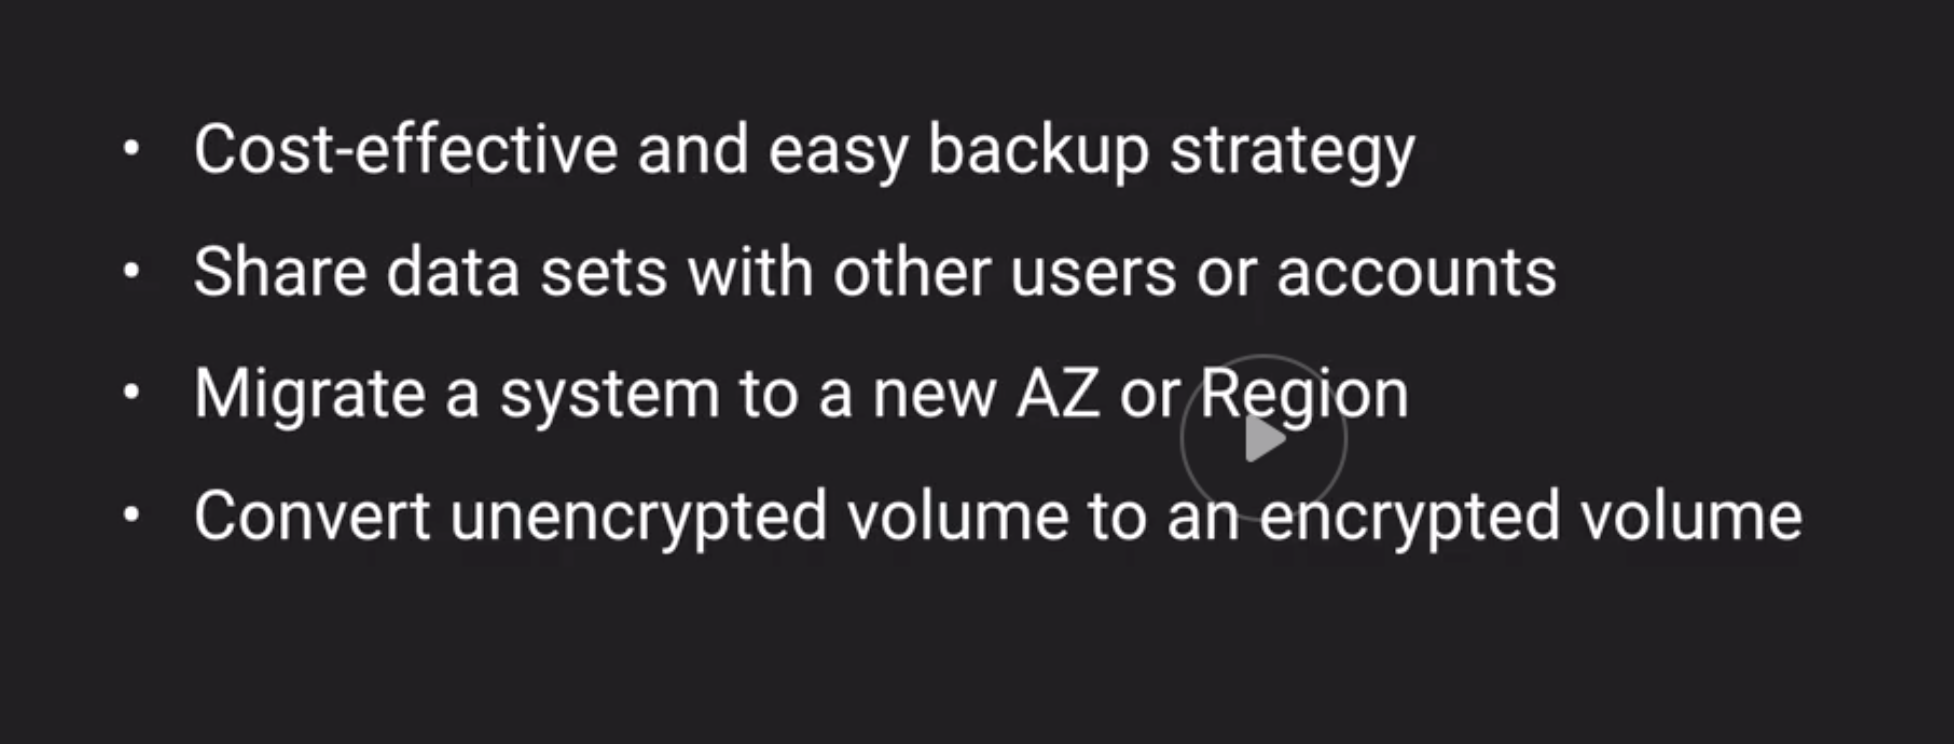 • Cost-effective and easy backup strategy
• Share data sets with other users or accounts
• Migrate a system to a new AZ or Region
• Convert unencrypted volume to an encrypted volume